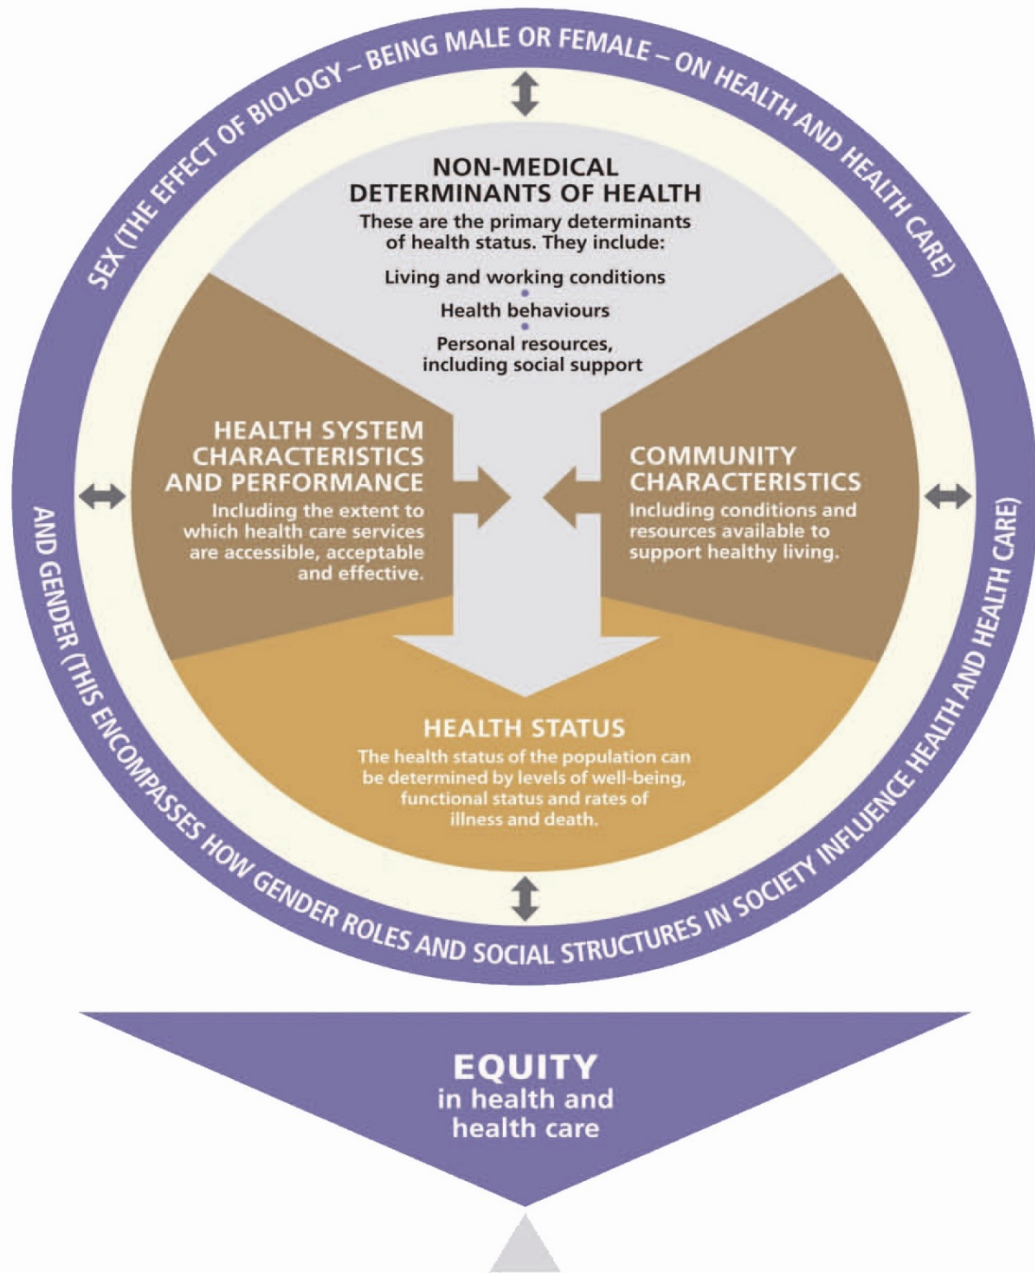 SEX (THE EFFECT OF BIOLOGY – BEING MALE OR FEMALE – ON HEALTH AND HEALTH CARE)
NON-MEDICAL
DETERMINANTS OF HEALTH
These are the primary determinants
of health status. They include:
Living and working conditions
•
Health behaviours
•
Personal resources,
including social support
HEALTH SYSTEM
CHARACTERISTICS
AND PERFORMANCE
Including the extent to
which health care services
are accessible, acceptable
and effective.
COMMUNITY
CHARACTERISTICS
Including conditions and
resources available to
support healthy living.
HEALTH STATUS
The health status of the population can
be determined by levels of well-being,
functional status and rates of
illness and death.
AND GENDER (THIS ENCOMPASSES HOW GENDER ROLES AND SOCIAL STRUCTURES IN SOCIETY INFLUENCE HEALTH AND HEALTH CARE)
EQUITY
in health and
health care